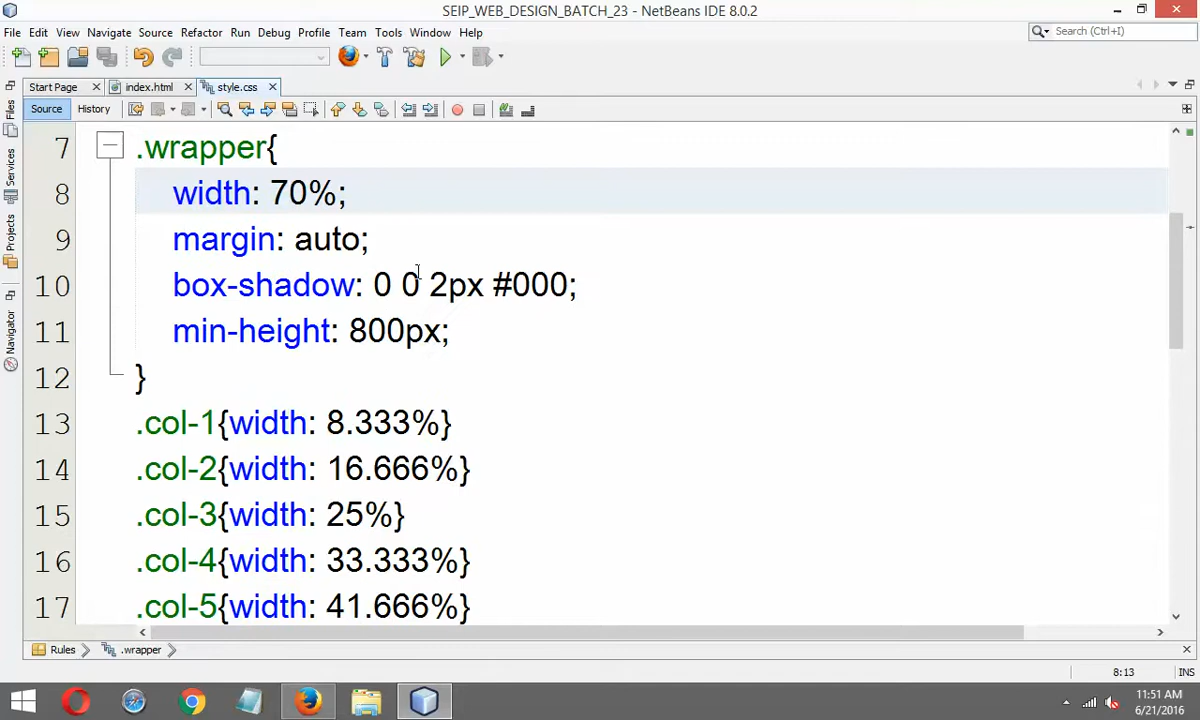 SEIP_WEB_DESIGN_BATCH_23 - NetBeans IDE 8.0.2
File Edit View Navigate Source Refactor Run Debug Profile Team Tools Window Help
Search (Ctrl+I)
Start Page index.html style.css
Source History
Files
Services
Projects
Navigator
7 .wrapper{
8 width: 70%;
9 margin: auto;
10 box-shadow: 0 0 2px #000;
11 min-height: 800px;
12 }
13 .col-1{width: 8.333%}
14 .col-2{width: 16.666%}
15 .col-3{width: 25%}
16 .col-4{width: 33.333%}
17 .col-5{width: 41.666%}
Rules .wrapper
8:13 INS
11:51 AM
6/21/2016